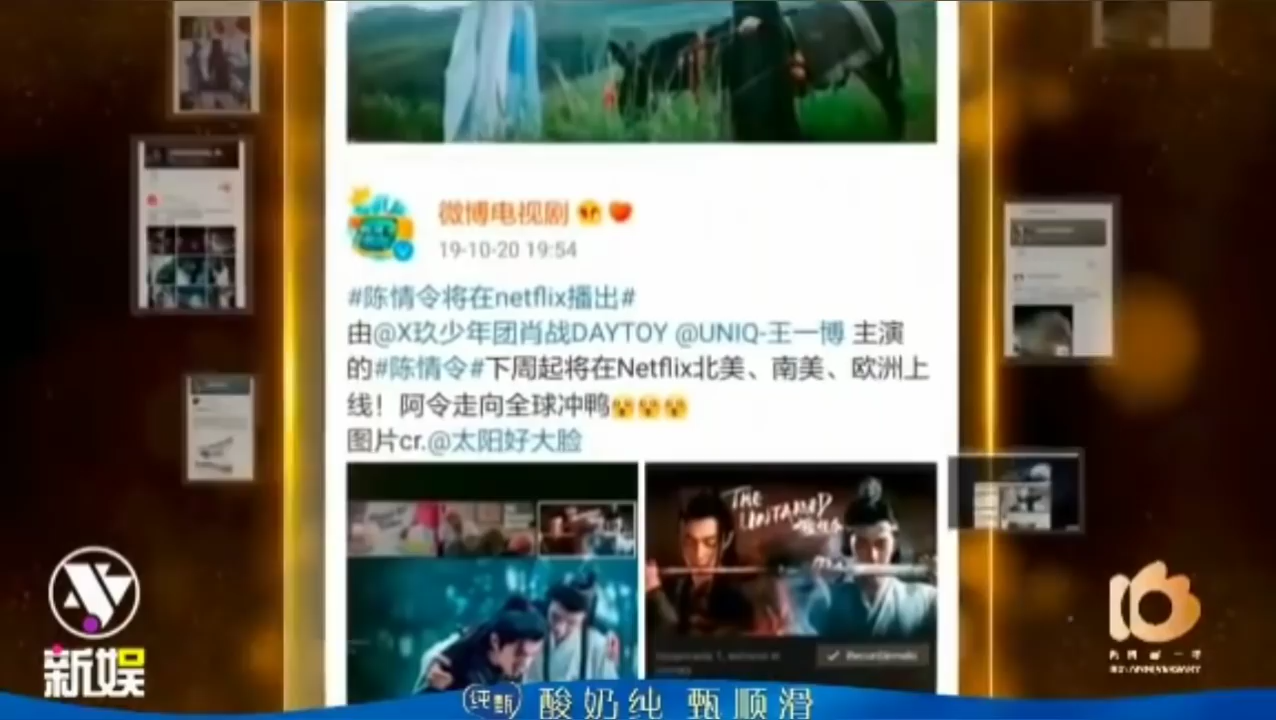 微博电视剧
19-10-20 19:54
#陈情令将在netflix播出#
由@X玖少年团肖战DAYTOY @UNIQ-王一博 主演
的#陈情令#下周起将在Netflix北美、南美、欧洲上
线！阿令走向全球冲鸭
图片cr.@太阳好大脸
THE
UNTAMED
新娱
纯甄 酸奶纯 甄顺滑